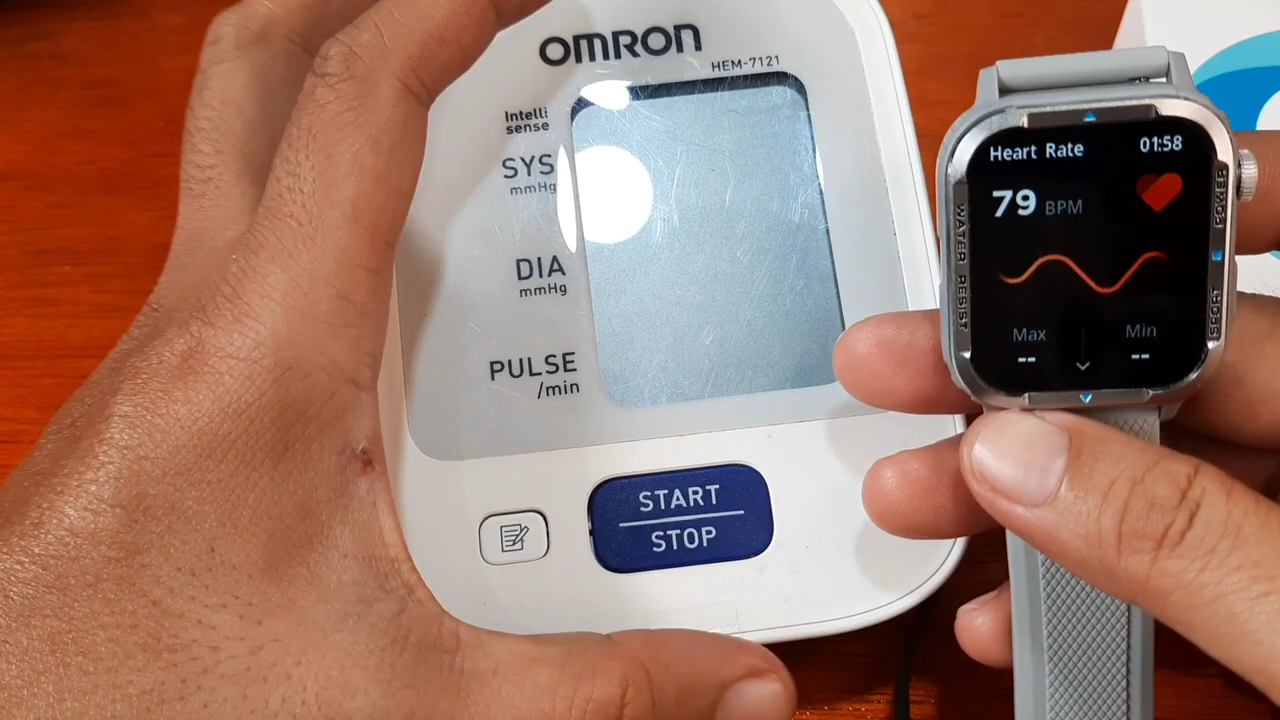 OMRON
HEM-7121
Intelli
sense
SYS
mmHg
DIA
mmHg
PULSE
/min
START
STOP
Heart Rate
01:58
79 BPM
Max
--
Min
--
WATER RESIST
POWER
SPORT